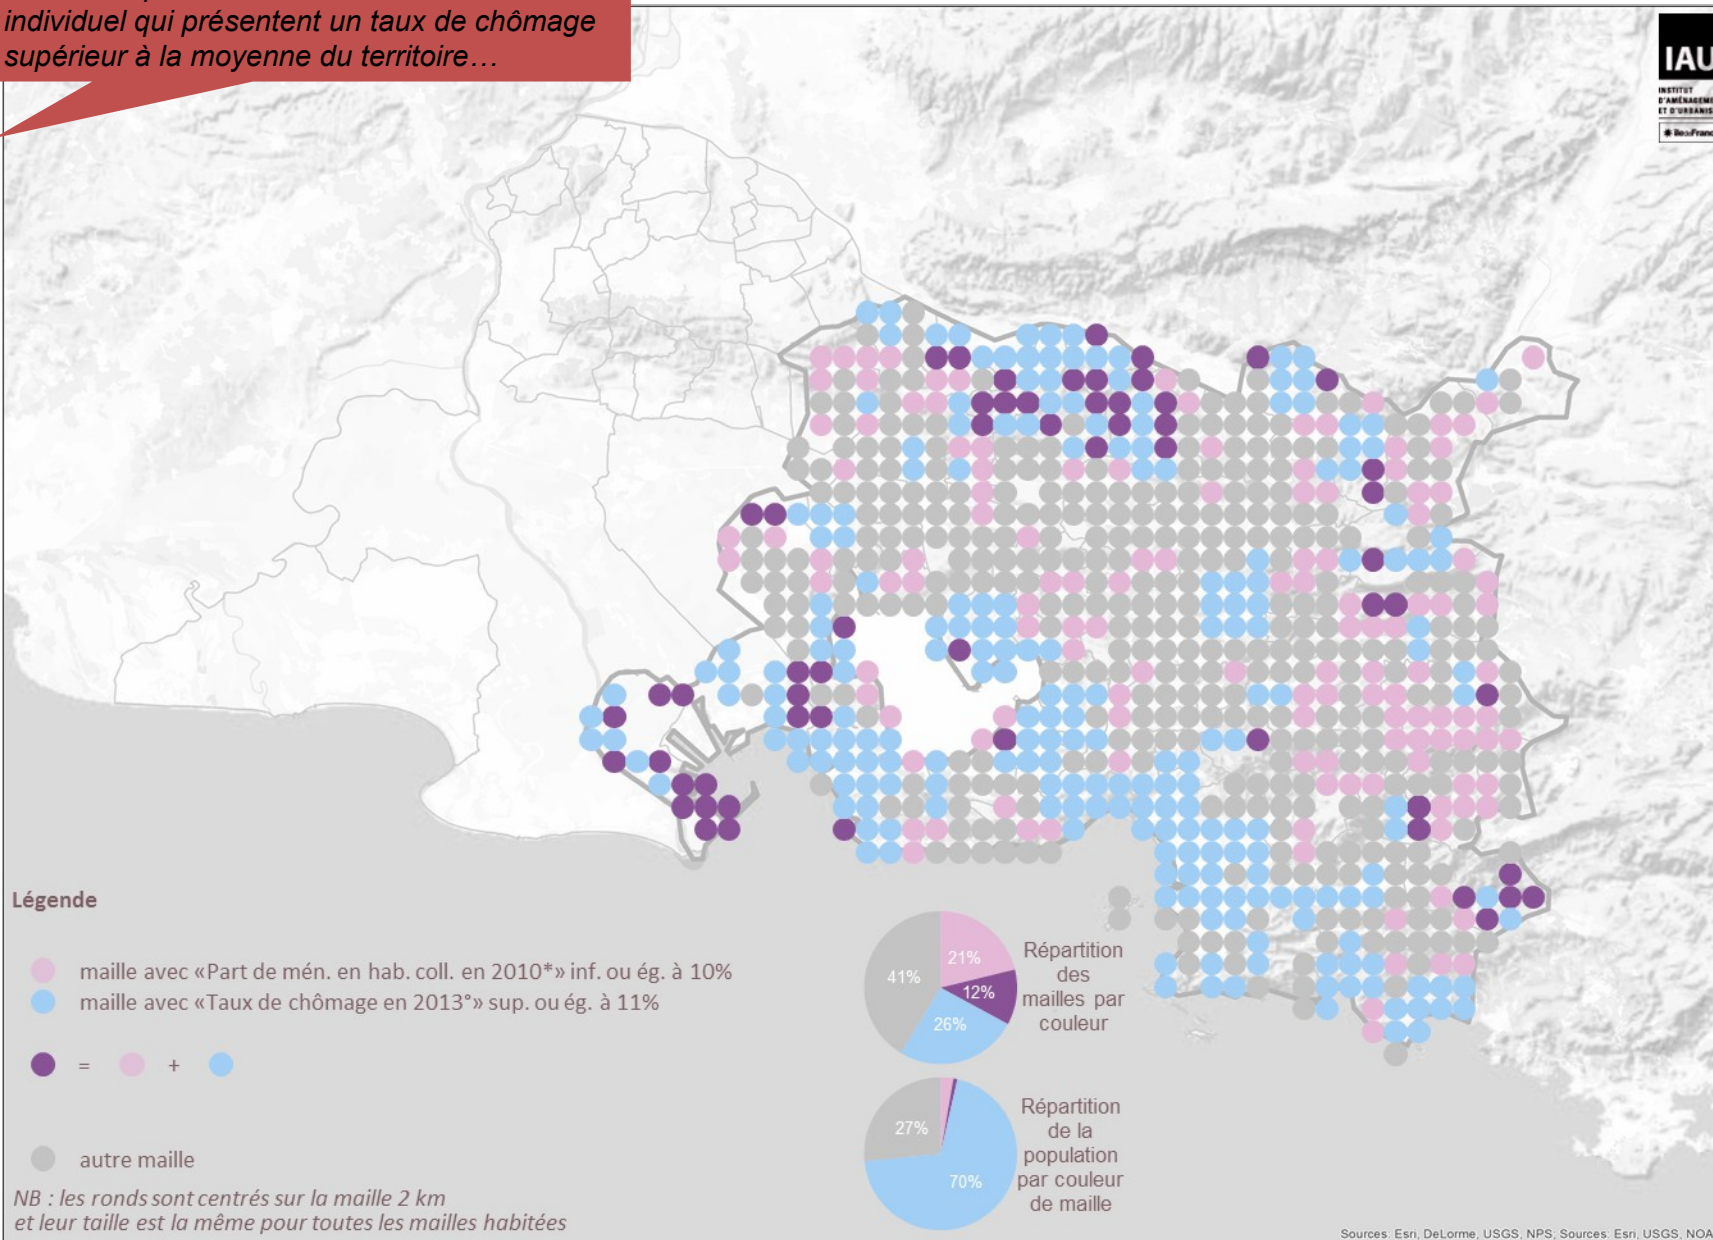 individuel qui présentent un taux de chômage
supérieur à la moyenne du territoire…
IAU
INSTITUT
Légende
maille avec «Part de mén. en hab. coll. en 2010*» inf. ou ég. à 10%
maille avec «Taux de chômage en 2013°» sup. ou ég. à 11%
= +
autre maille
NB : les ronds sont centrés sur la maille 2 km
et leur taille est la même pour toutes les mailles habitées
21%
41%
12%
26%
Répartition
des
mailles par
couleur
27%
70%
Répartition
de la
population
par couleur
de maille
Sources: Esri, DeLorme, USGS, NPS, Sources: Esri, USGS, NOA